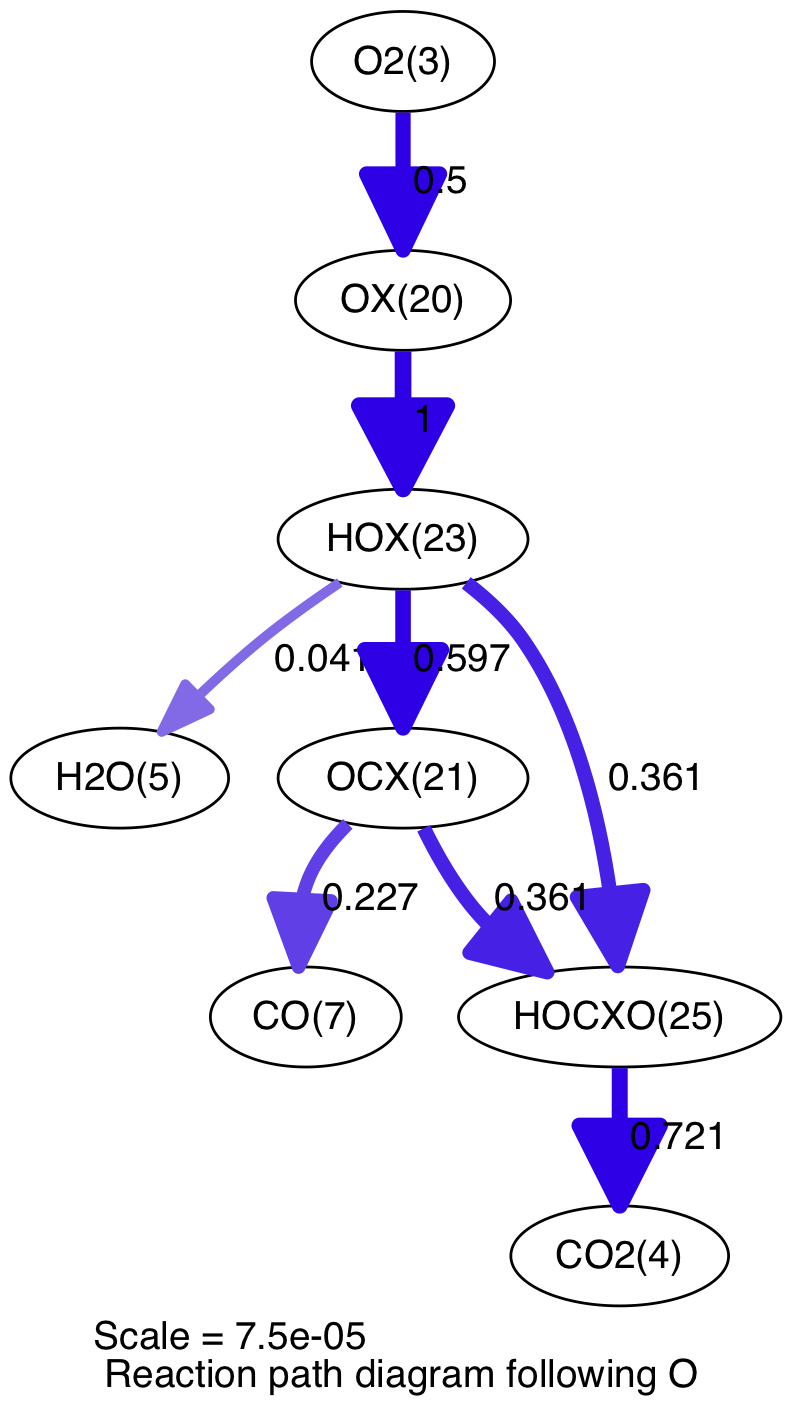 O2(3)
0.5
OX(20)
1
HOX(23)
0.041
0.597
H2O(5)
OCX(21)
0.361
0.227
0.361
CO(7)
HOCXO(25)
0.721
CO2(4)
Scale = 7.5e-05
Reaction path diagram following O